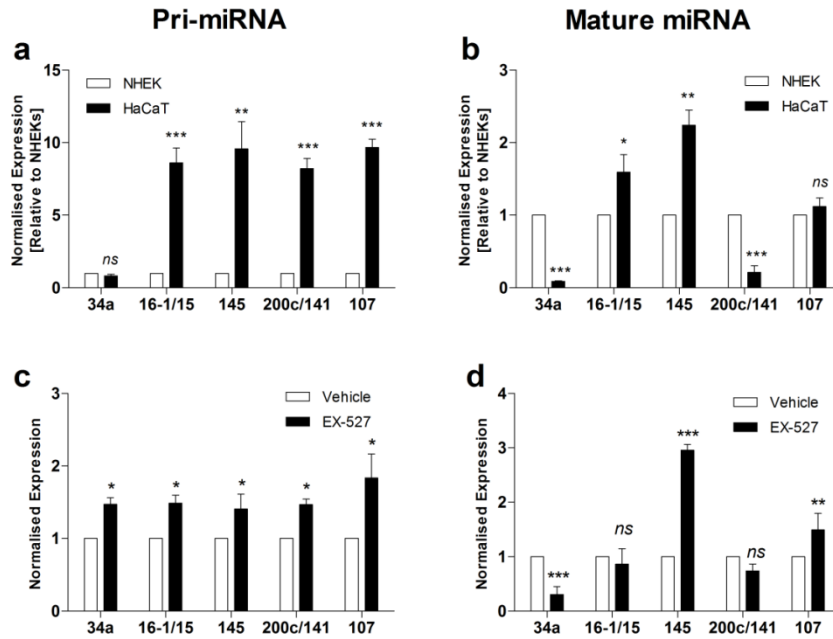 Pri-miRNA
Mature miRNA
a
15
10
5
0
Normalised Expression
[Relative to NHEKs]
NHEK
HaCaT
ns
***
**
***
***
34a
16-1/15
145
200c/141
107
b
3
2
1
0
Normalised Expression
[Relative to NHEKs]
NHEK
HaCaT
***
*
**
***
ns
34a
16-1/15
145
200c/141
107
c
3
2
1
0
Normalised Expression
Vehicle
EX-527
*
*
*
*
*
34a
16-1/15
145
200c/141
107
d
4
3
2
1
0
Normalised Expression
Vehicle
EX-527
***
ns
***
ns
**
34a
16-1/15
145
200c/141
107